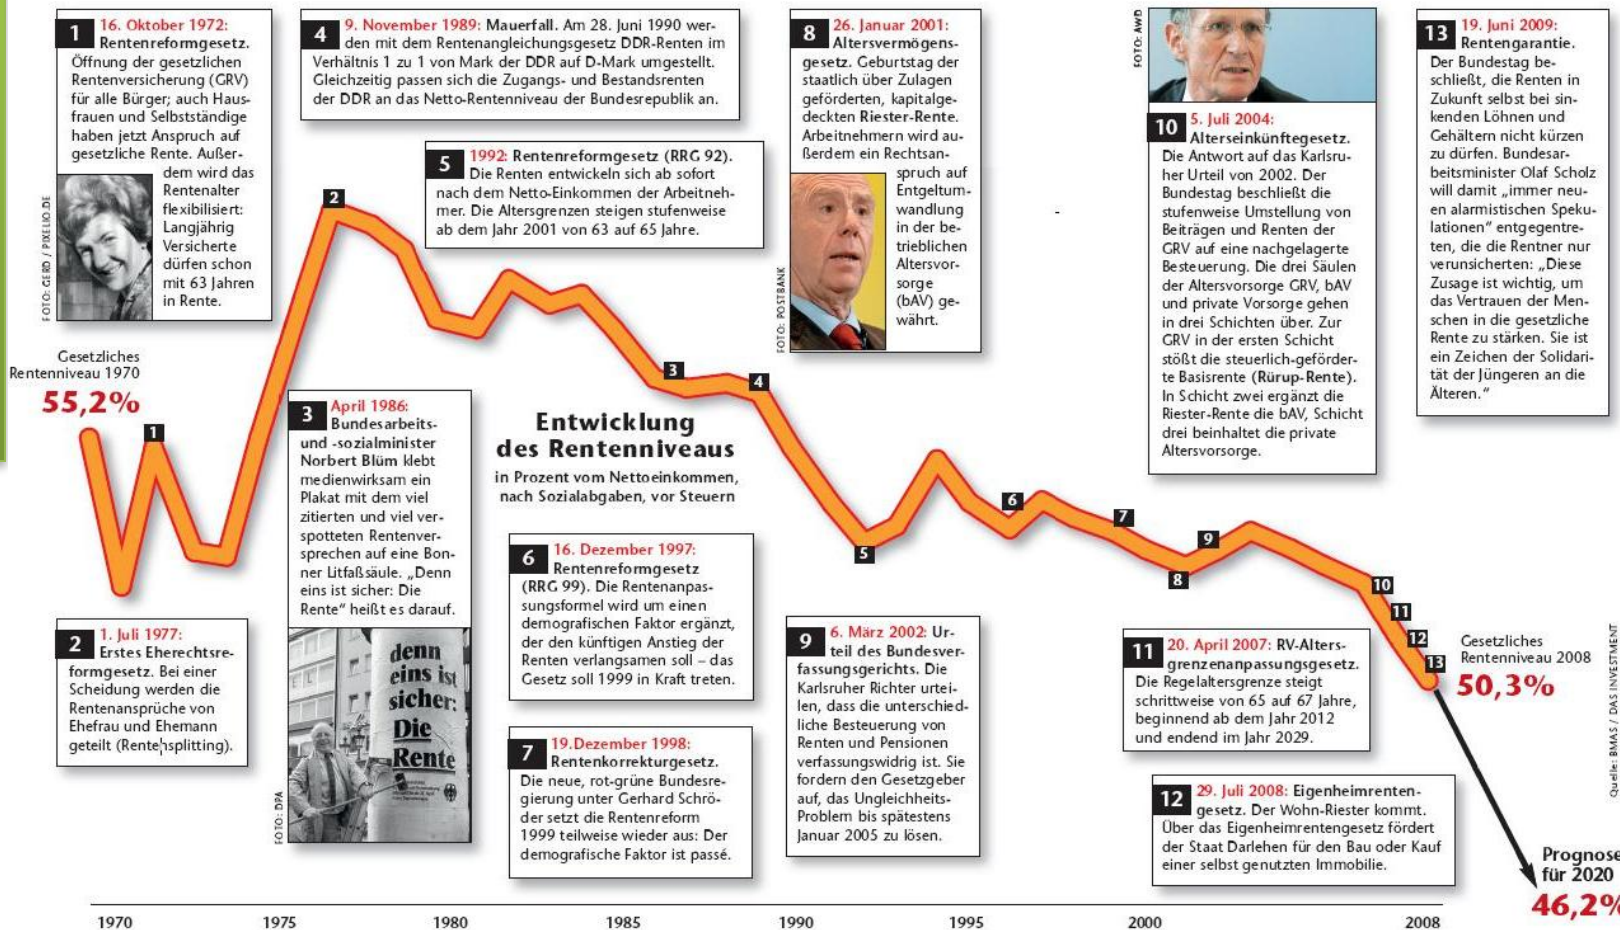 1
16. Oktober 1972:
Rentenreformgesetz.
Öffnung der gesetzlichen
Rentenversicherung (GRV)
für alle Bürger; auch Haus-
frauen und Selbstständige
haben jetzt Anspruch auf
gesetzliche Rente. Außer-
dem wird das
Rentenalter
flexibilisiert:
Langjährig
Versicherte
dürfen schon
mit 63 Jahren
in Rente.
FOTO: GERD / PIXELIO.DE
4
9. November 1989: Mauerfall. Am 28. Juni 1990 wer-
den mit dem Rentenangleichungsgesetz DDR-Renten im
Verhältnis 1 zu 1 von Mark der DDR auf D-Mark umgestellt.
Gleichzeitig passen sich die Zugangs- und Bestandsrenten
der DDR an das Netto-Rentenniveau der Bundesrepublik an.
5
1992: Rentenreformgesetz (RRG 92).
Die Renten entwickeln sich ab sofort
nach dem Netto-Einkommen der Arbeitneh-
mer. Die Altersgrenzen steigen stufenweise
ab dem Jahr 2001 von 63 auf 65 Jahre.
8
26. Januar 2001:
Altersvermögens-
gesetz. Geburtstag der
staatlich über Zulagen
geförderten, kapitalge-
deckten Riester-Rente.
Arbeitnehmern wird au-
ßerdem ein Rechtsan-
spruch auf
Entgeltum-
wandlung
in der be-
trieblichen
Altersvor-
sorge
(bAV) ge-
währt.
FOTO: POSTBANK
-
FOTO: AWD
10
5. Juli 2004:
Alterseinkünftegesetz.
Die Antwort auf das Karlsru-
her Urteil von 2002. Der
Bundestag beschließt die
stufenweise Umstellung von
Beiträgen und Renten der
GRV auf eine nachgelagerte
Besteuerung. Die drei Säulen
der Altersvorsorge GRV, bAV
und private Vorsorge gehen
in drei Schichten über. Zur
GRV in der ersten Schicht
stößt die steuerlich-geförder-
te Basisrente (Rürup-Rente).
In Schicht zwei ergänzt die
Riester-Rente die bAV, Schicht
drei beinhaltet die private
Altersvorsorge.
13
19. Juni 2009:
Rentengarantie.
Der Bundestag be-
schließt, die Renten in
Zukunft selbst bei sin-
kenden Löhnen und
Gehältern nicht kürzen
zu dürfen. Bundesar-
beitsminister Olaf Scholz
will damit „immer neu-
en alarmistischen Speku-
lationen“ entgegentre-
ten, die die Rentner nur
verunsicherten: „Diese
Zusage ist wichtig, um
das Vertrauen der Men-
schen in die gesetzliche
Rente zu stärken. Sie ist
ein Zeichen der Solidari-
tät der Jüngeren an die
Älteren.“
Gesetzliches
Rentenniveau 1970
55,2%
1
2
3
4
5
6
7
8
9
10
11
12
13
Entwicklung
des Rentenniveaus
in Prozent vom Nettoeinkommen,
nach Sozialabgaben, vor Steuern
3
April 1986:
Bundesarbeits-
und -sozialminister
Norbert Blüm klebt
medienwirksam ein
Plakat mit dem viel
zitierten und viel ver-
spotteten Rentenver-
sprechen auf eine Bon-
ner Litfaßsäule. „Denn
eins ist sicher: Die
Rente“ heißt es darauf.
denn
eins ist
sicher:
Die
Rente
FOTO: DPA
2
1. Juli 1977:
Erstes Eherechtsre-
formgesetz. Bei einer
Scheidung werden die
Rentenansprüche von
Ehefrau und Ehemann
geteilt (Rentensplitting).
6
16. Dezember 1997:
Rentenreformgesetz
(RRG 99). Die Rentenanpas-
sungsformel wird um einen
demografischen Faktor ergänzt,
der den künftigen Anstieg der
Renten verlangsamen soll – das
Gesetz soll 1999 in Kraft treten.
7
19.Dezember 1998:
Rentenkorrekturgesetz.
Die neue, rot-grüne Bundesre-
gierung unter Gerhard Schrö-
der setzt die Rentenreform
1999 teilweise wieder aus: Der
demografische Faktor ist passé.
9
6. März 2002: Ur-
teil des Bundesver-
fassungsgerichts. Die
Karlsruher Richter urtei-
len, dass die unterschied-
liche Besteuerung von
Renten und Pensionen
verfassungswidrig ist. Sie
fordern den Gesetzgeber
auf, das Ungleichheits-
Problem bis spätestens
Januar 2005 zu lösen.
11
20. April 2007: RV-Alters-
grenzenanpassungsgesetz.
Die Regelaltersgrenze steigt
schrittweise von 65 auf 67 Jahre,
beginnend ab dem Jahr 2012
und endend im Jahr 2029.
12
29. Juli 2008: Eigenheimrenten-
gesetz. Der Wohn-Riester kommt.
Über das Eigenheimrentengesetz fördert
der Staat Darlehen für den Bau oder Kauf
einer selbst genutzten Immobilie.
Gesetzliches
Rentenniveau 2008
50,3%
Quelle: BMAS / DAS INVESTMENT
Prognose
für 2020
46,2%
1970
1975
1980
1985
1990
1995
2000
2008